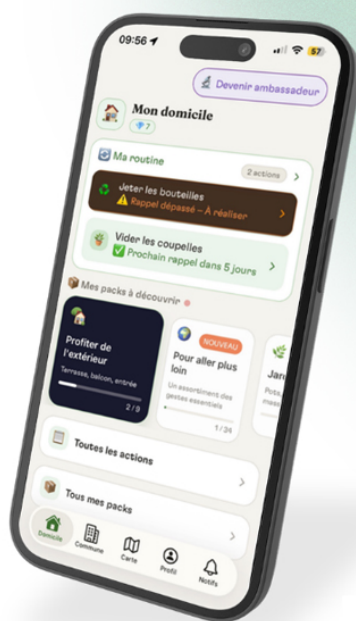 09:56
57
Devenir ambassadeur
Mon domicile
7
Ma routine
2 actions
Jeter les bouteilles
Rappel dépassé – À réaliser
Vider les coupelles
Prochain rappel dans 5 jours
Mes packs à découvrir
Profiter de
l'extérieur
Terrasse, balcon, entrée
2 / 9
NOUVEAU
Pour aller plus
loin
Un assortiment des
gestes essentiels
1 / 34
Toutes les actions
Tous mes packs
Domicile
Commune
Carte
Profil
Notifs